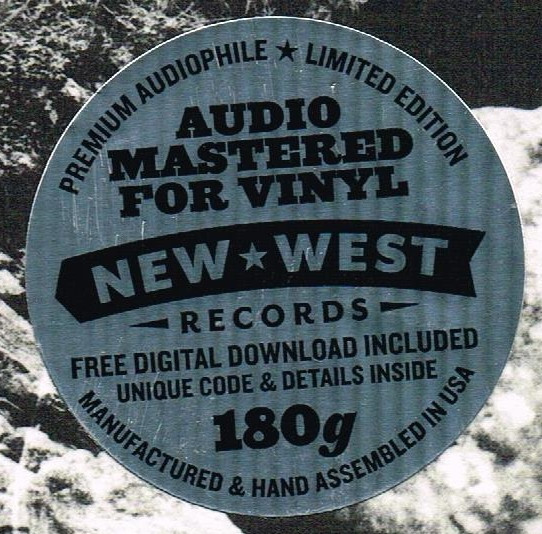 PREMIUM AUDIOPHILE ★ LIMITED EDITION
AUDIO
MASTERED
FOR VINYL
NEW ★ WEST
RECORDS
FREE DIGITAL DOWNLOAD INCLUDED
UNIQUE CODE & DETAILS INSIDE
180g
MANUFACTURED & HAND ASSEMBLED IN USA